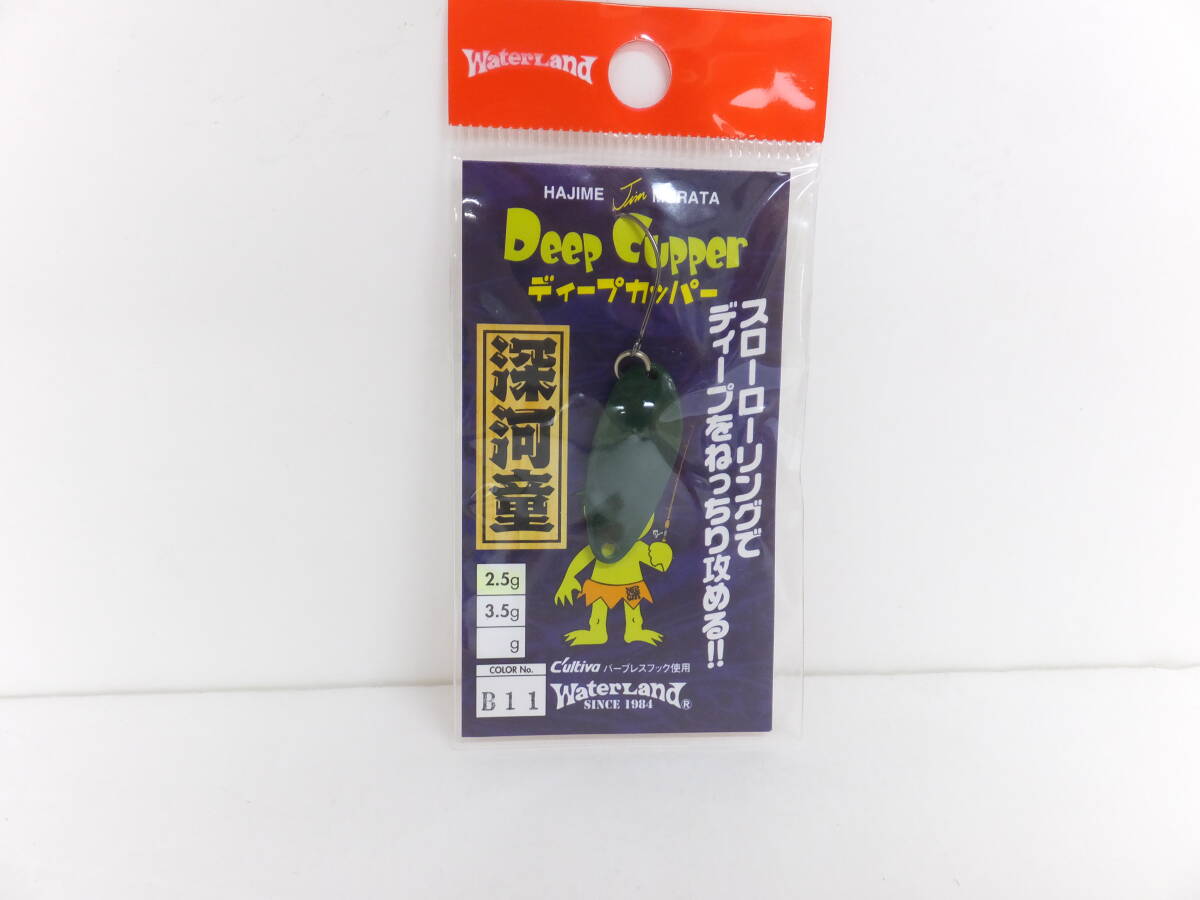 WaterLand
HAJIME Jim MURATA
Deep Cupper
ディープカッパー
スローローリングで
ディープをねっちり攻める!!
深河童
2.5g
3.5g
g
COLOR No.
B11
C'ultiva バーブレスフック使用
WaterLand®
SINCE 1984